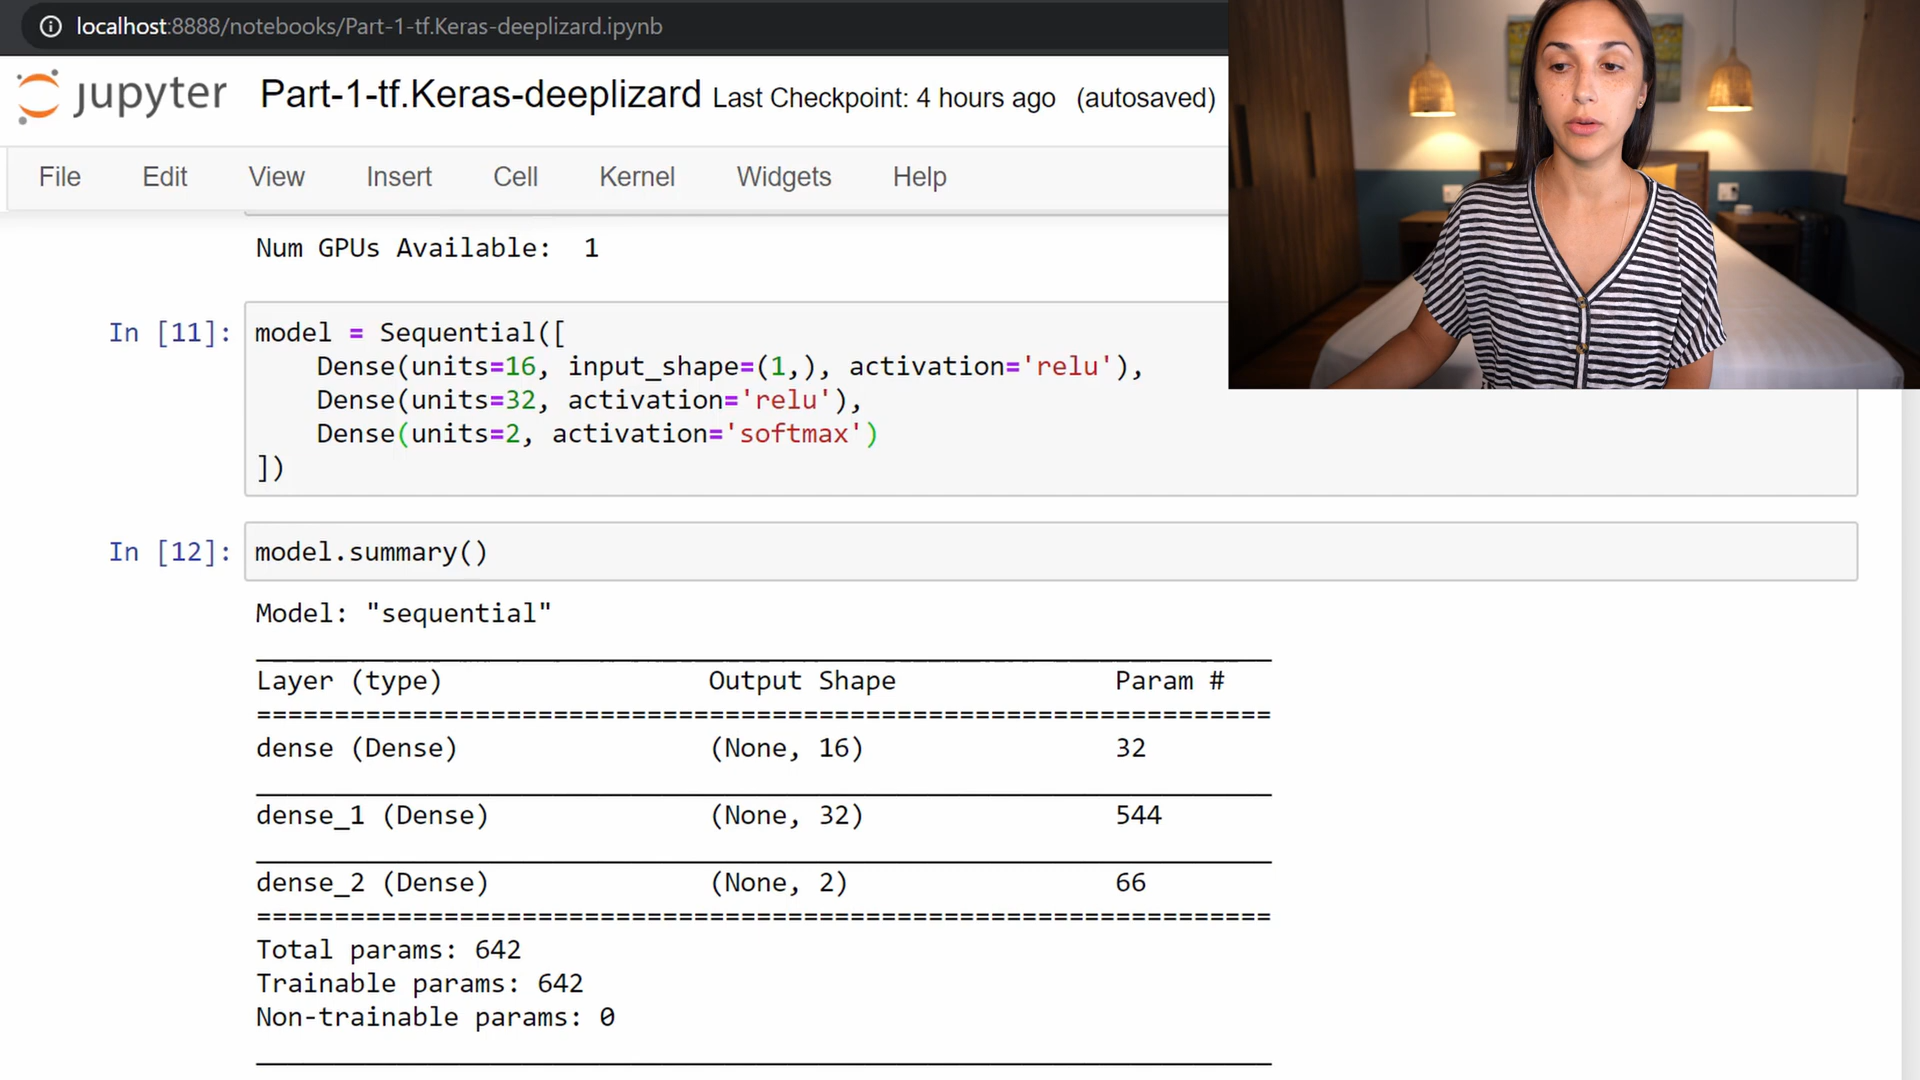 localhost:8888/notebooks/Part-1-tf.Keras-deeplizard.ipynb
jupyter Part-1-tf.Keras-deeplizard Last Checkpoint: 4 hours ago (autosaved)
File Edit View Insert Cell Kernel Widgets Help
Num GPUs Available:  1
In [11]: model = Sequential([
    Dense(units=16, input_shape=(1,), activation='relu'),
    Dense(units=32, activation='relu'),
    Dense(units=2, activation='softmax')
])
In [12]: model.summary()
Model: "sequential"
_________________________________________________________________
Layer (type)                 Output Shape              Param #
=================================================================
dense (Dense)                (None, 16)                32
_________________________________________________________________
dense_1 (Dense)              (None, 32)                544
_________________________________________________________________
dense_2 (Dense)              (None, 2)                 66
=================================================================
Total params: 642
Trainable params: 642
Non-trainable params: 0
_________________________________________________________________